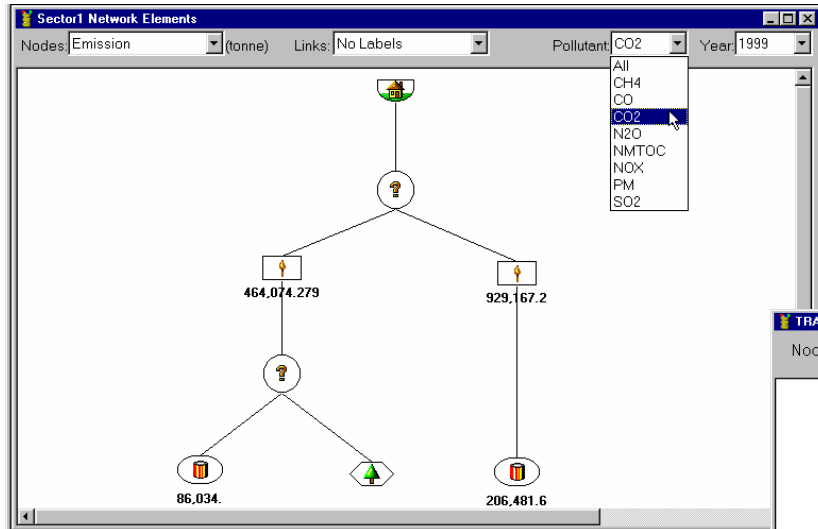 Sector1 Network Elements
Nodes: Emission (tonne) Links: No Labels Pollutant: CO2 Year: 1999
All
CH4
CO
CO2
N2O
NMTOC
NOX
PM
SO2
?
464,074.279
929,167.2
?
86,034.
206,481.6
TRA
Noc